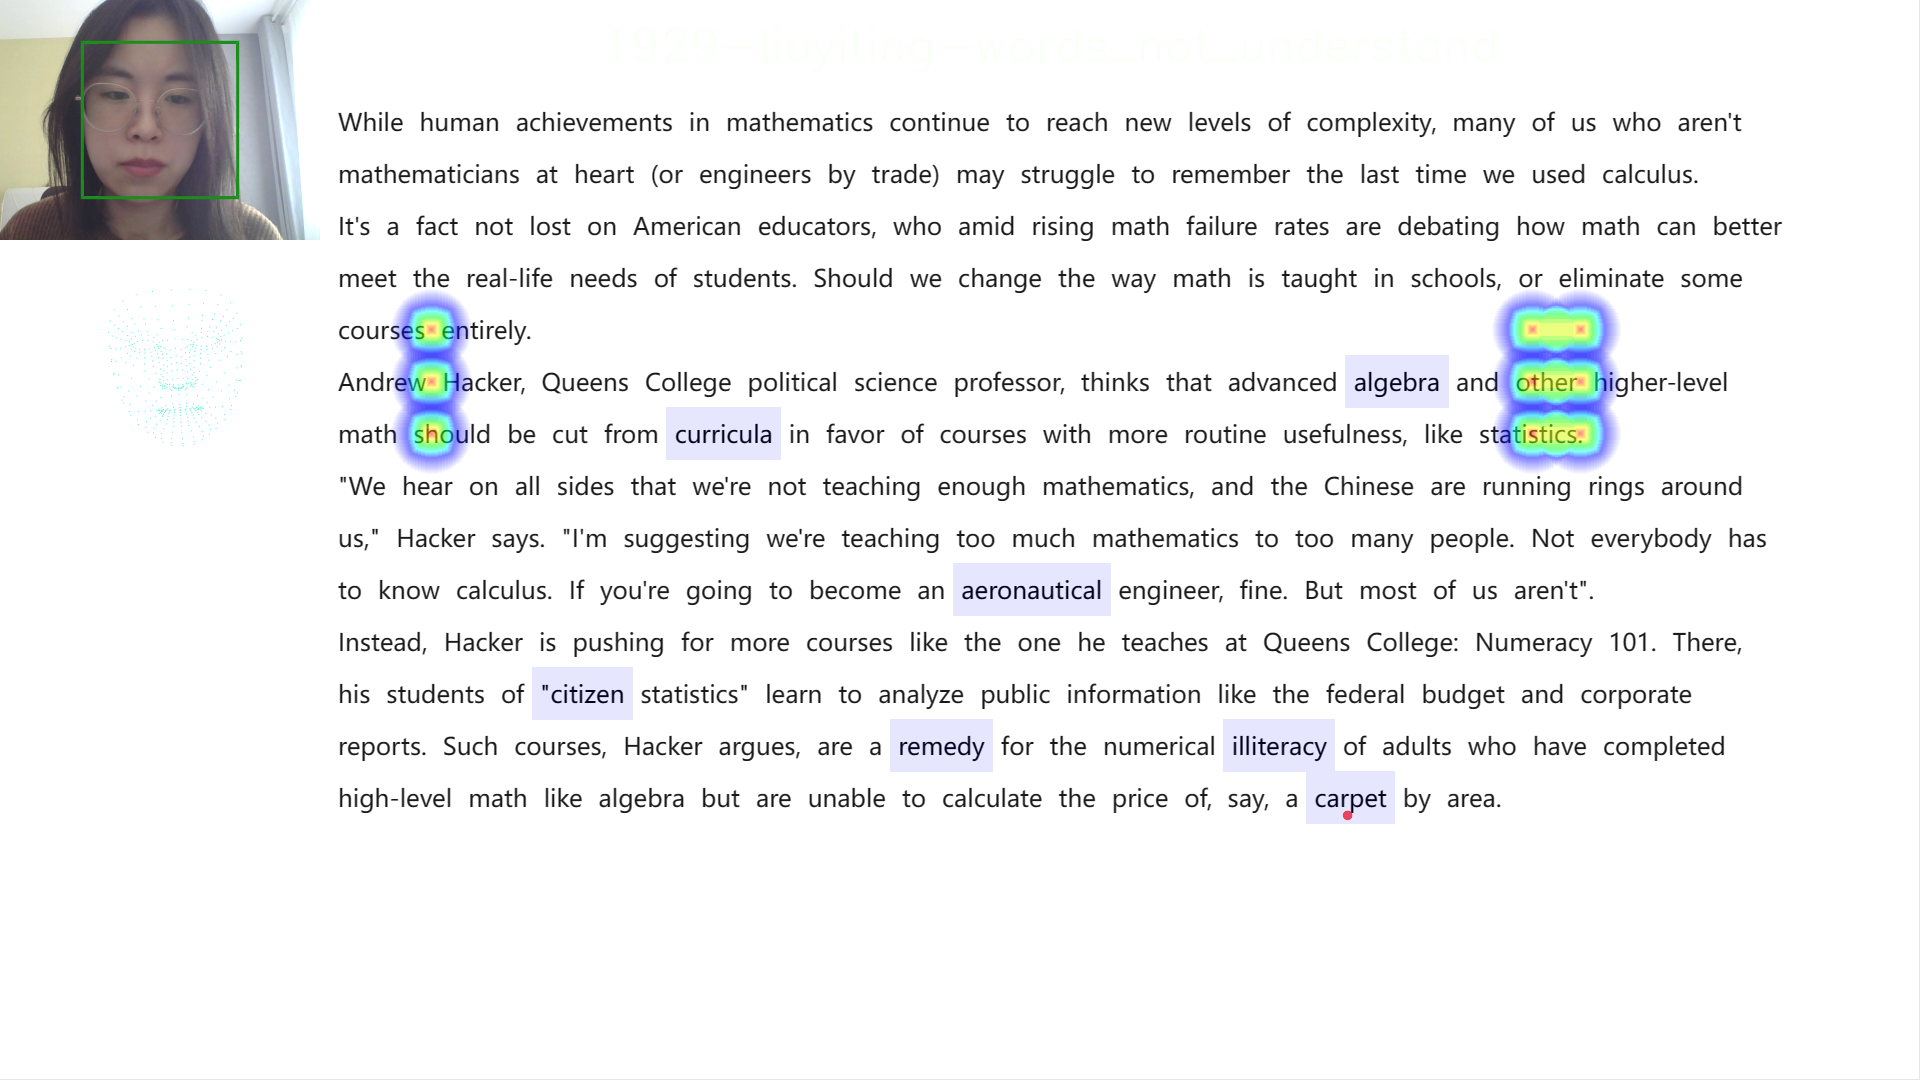 1929-liuyiting-words_not_understand
While human achievements in mathematics continue to reach new levels of complexity, many of us who aren't
mathematicians at heart (or engineers by trade) may struggle to remember the last time we used calculus.
It's a fact not lost on American educators, who amid rising math failure rates are debating how math can better
meet the real-life needs of students. Should we change the way math is taught in schools, or eliminate some
courses entirely.
Andrew Hacker, Queens College political science professor, thinks that advanced algebra and other higher-level
math should be cut from curricula in favor of courses with more routine usefulness, like statistics.
"We hear on all sides that we're not teaching enough mathematics, and the Chinese are running rings around
us," Hacker says. "I'm suggesting we're teaching too much mathematics to too many people. Not everybody has
to know calculus. If you're going to become an aeronautical engineer, fine. But most of us aren't".
Instead, Hacker is pushing for more courses like the one he teaches at Queens College: Numeracy 101. There,
his students of "citizen statistics" learn to analyze public information like the federal budget and corporate
reports. Such courses, Hacker argues, are a remedy for the numerical illiteracy of adults who have completed
high-level math like algebra but are unable to calculate the price of, say, a carpet by area.